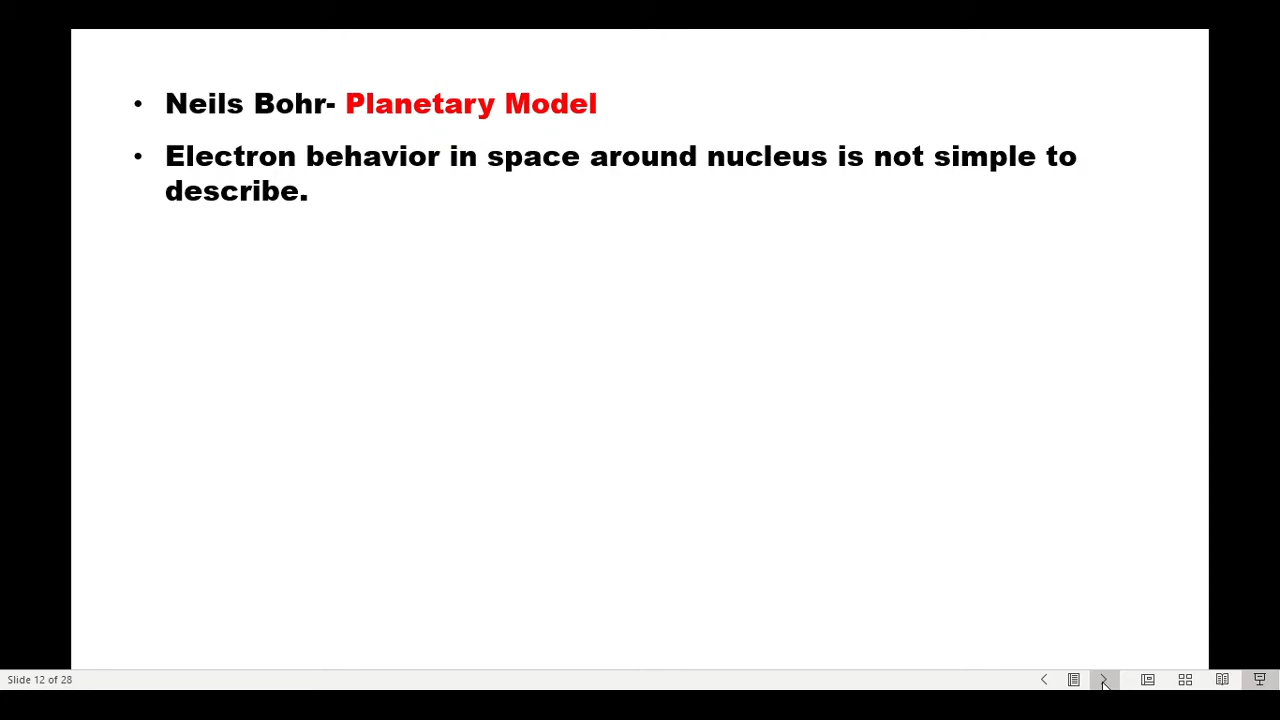 • Neils Bohr- Planetary Model
• Electron behavior in space around nucleus is not simple to
describe.
Slide 12 of 28